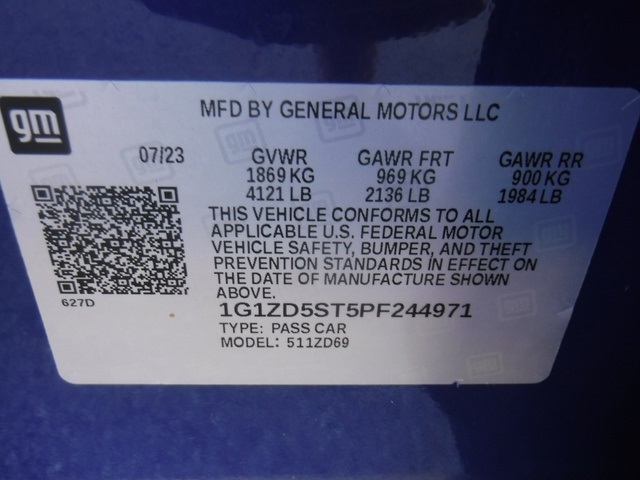 gm
MFD BY GENERAL MOTORS LLC
07/23 GVWR GAWR FRT GAWR RR
1869 KG 969 KG 900 KG
4121 LB 2136 LB 1984 LB
THIS VEHICLE CONFORMS TO ALL
APPLICABLE U.S. FEDERAL MOTOR
VEHICLE SAFETY, BUMPER, AND THEFT
PREVENTION STANDARDS IN EFFECT ON
THE DATE OF MANUFACTURE SHOWN
ABOVE.
627D
1G1ZD5ST5PF244971
TYPE: PASS CAR
MODEL: 511ZD69